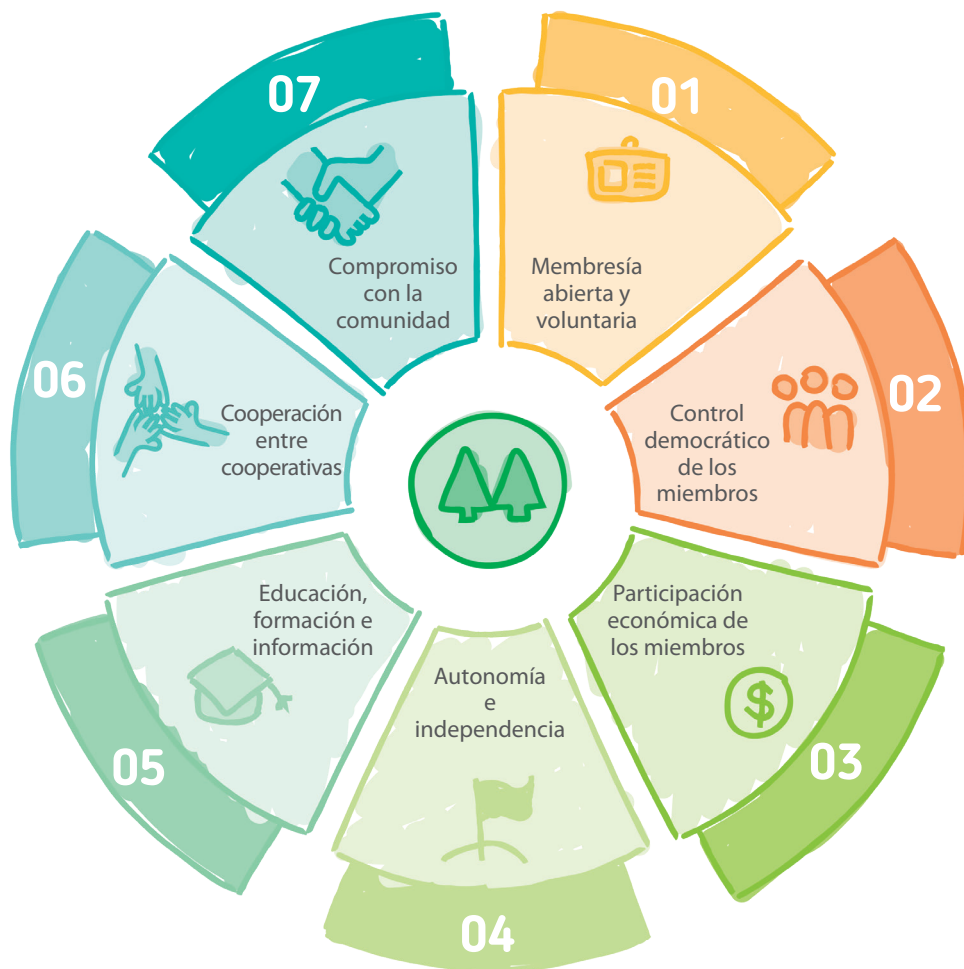 01
Membresía
abierta y
voluntaria
02
Control
democrático
de los
miembros
03
Participación
económica de
los miembros
$
04
Autonomía
e
independencia
05
Educación,
formación e
información
06
Cooperación
entre
cooperativas
07
Compromiso
con la
comunidad